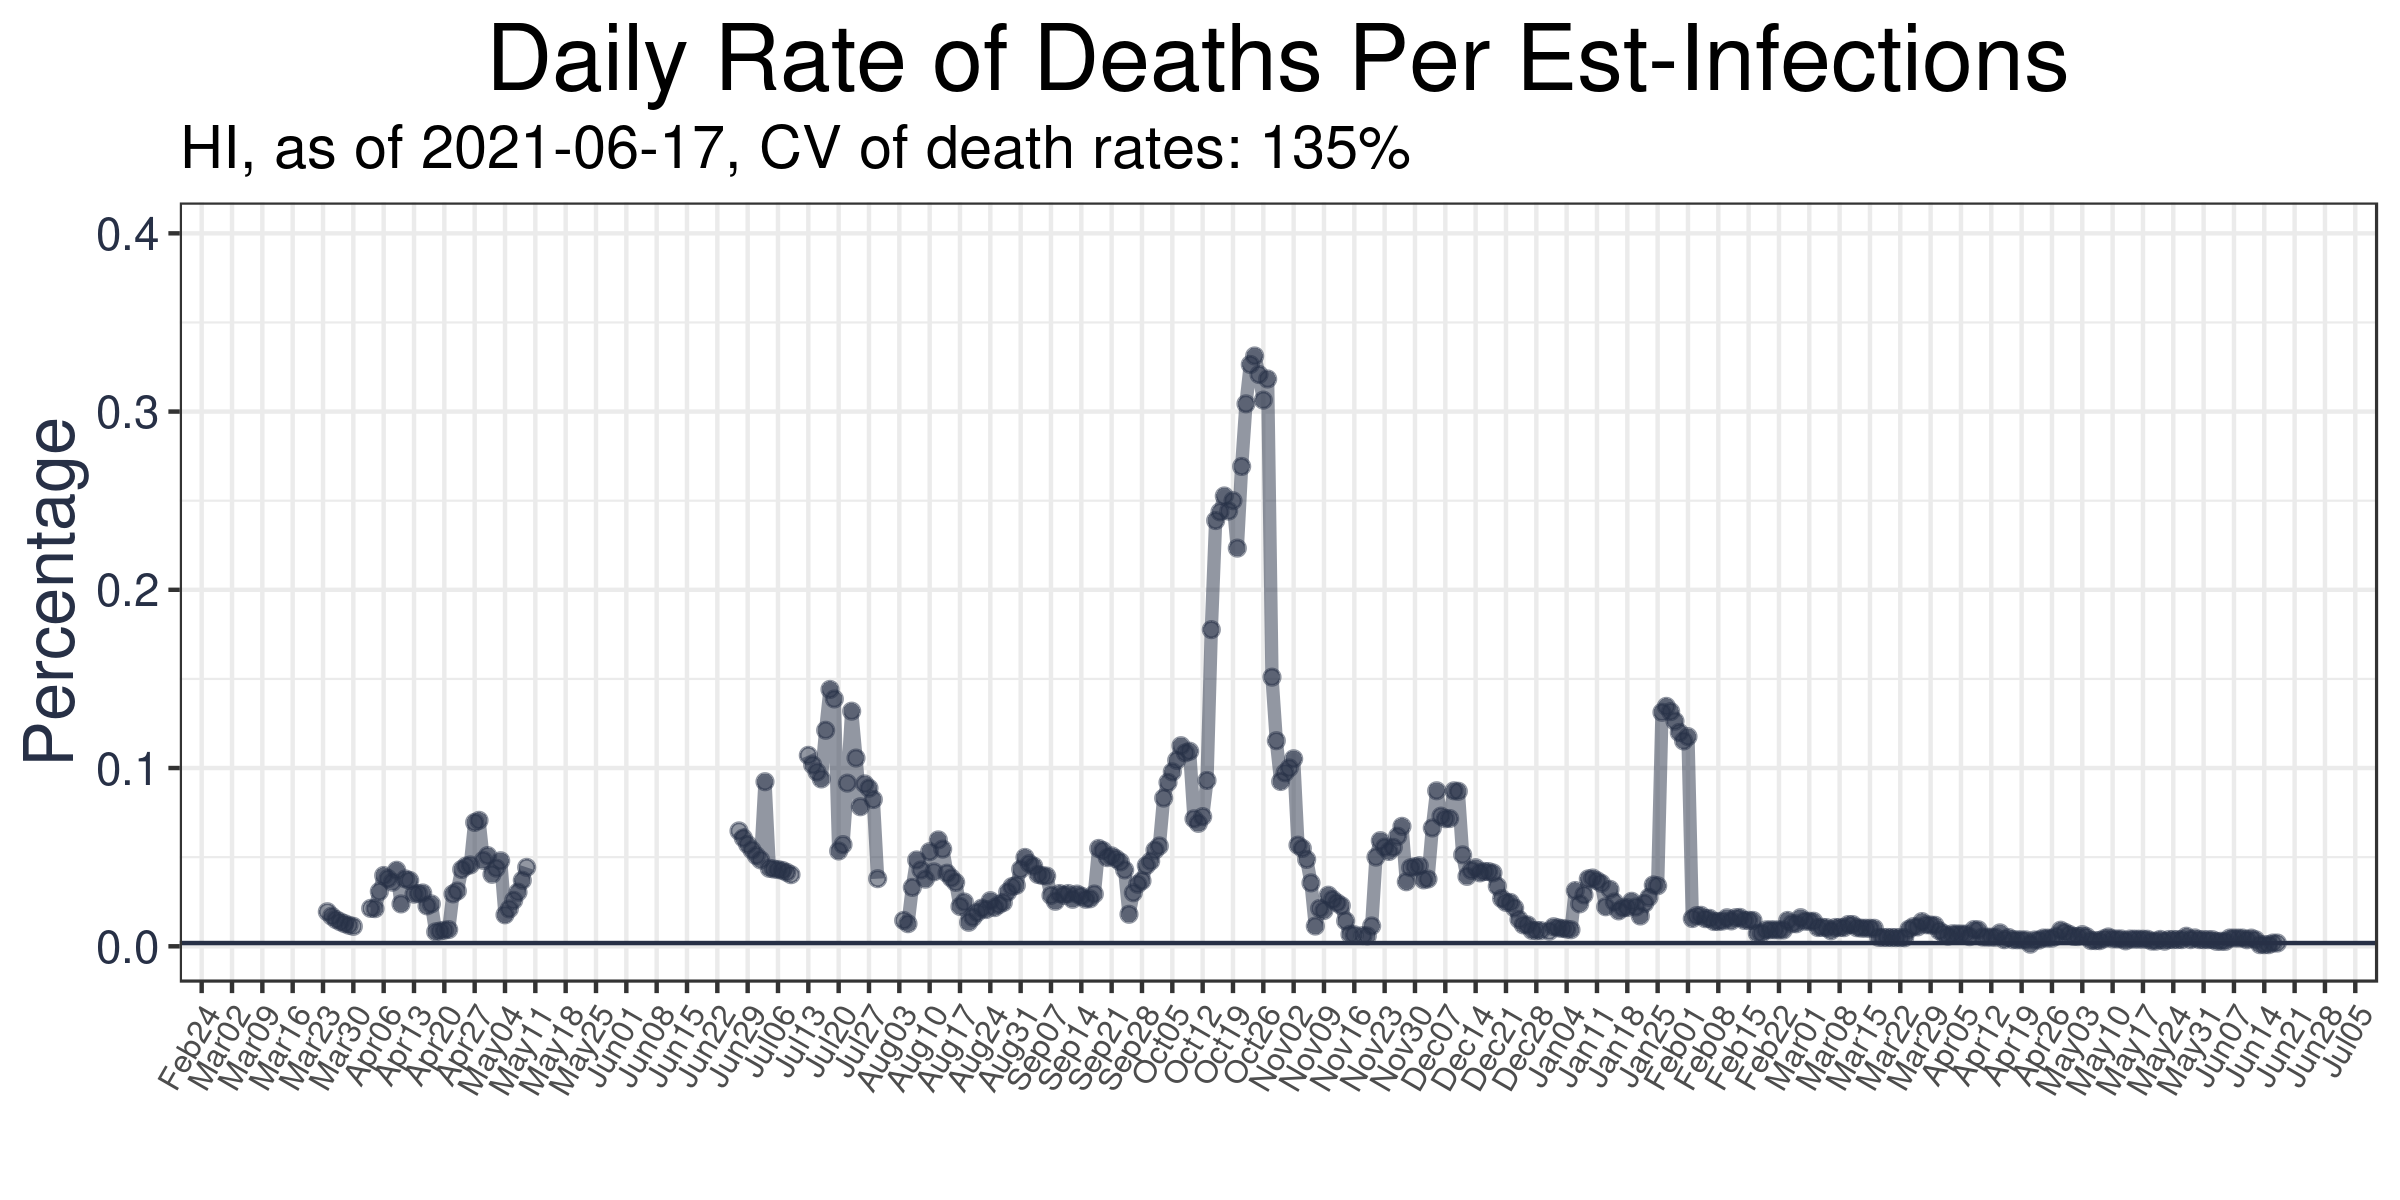 Daily Rate of Deaths Per Est-Infections
HI, as of 2021-06-17, CV of death rates: 135%
Percentage
0.4
0.3
0.2
0.1
0.0
Feb24
Mar02
Mar09
Mar16
Mar23
Mar30
Apr06
Apr13
Apr20
Apr27
May04
May11
May18
May25
Jun01
Jun08
Jun15
Jun22
Jun29
Jul06
Jul13
Jul20
Jul27
Aug03
Aug10
Aug17
Aug24
Aug31
Sep07
Sep14
Sep21
Sep28
Oct05
Oct12
Oct19
Oct26
Nov02
Nov09
Nov16
Nov23
Nov30
Dec07
Dec14
Dec21
Dec28
Jan04
Jan11
Jan18
Jan25
Feb01
Feb08
Feb15
Feb22
Mar01
Mar08
Mar15
Mar22
Mar29
Apr05
Apr12
Apr19
Apr26
May03
May10
May17
May24
May31
Jun07
Jun14
Jun21
Jun28
Jul05